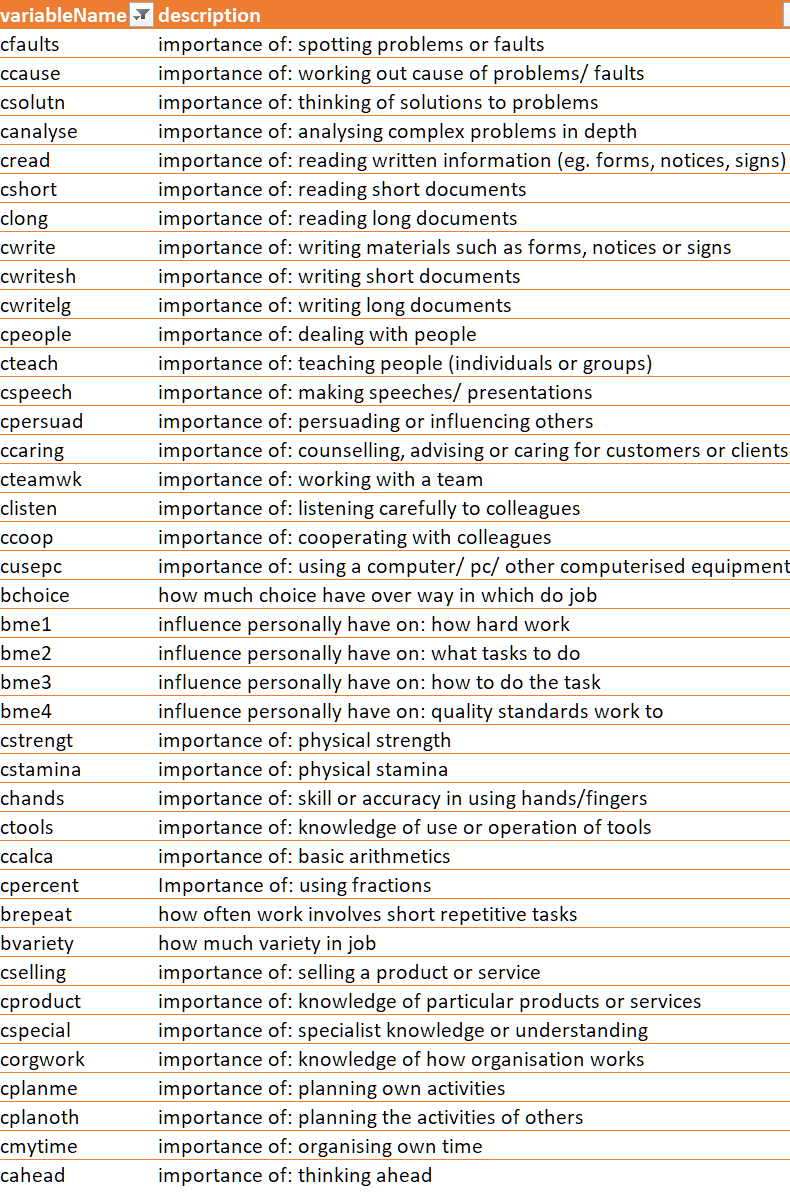 variableName description
cfaults importance of: spotting problems or faults
ccause importance of: working out cause of problems/ faults
csolutn importance of: thinking of solutions to problems
canalyse importance of: analysing complex problems in depth
cread importance of: reading written information (eg. forms, notices, signs)
cshort importance of: reading short documents
clong importance of: reading long documents
cwrite importance of: writing materials such as forms, notices or signs
cwritesh importance of: writing short documents
cwritelg importance of: writing long documents
cpeople importance of: dealing with people
cteach importance of: teaching people (individuals or groups)
cspeech importance of: making speeches/ presentations
cpersuad importance of: persuading or influencing others
ccaring importance of: counselling, advising or caring for customers or clients
cteamwk importance of: working with a team
clisten importance of: listening carefully to colleagues
ccoop importance of: cooperating with colleagues
cusepc importance of: using a computer/ pc/ other computerised equipment
bchoice how much choice have over way in which do job
bme1 influence personally have on: how hard work
bme2 influence personally have on: what tasks to do
bme3 influence personally have on: how to do the task
bme4 influence personally have on: quality standards work to
cstrengt importance of: physical strength
cstamina importance of: physical stamina
chands importance of: skill or accuracy in using hands/fingers
ctools importance of: knowledge of use or operation of tools
ccalca importance of: basic arithmetics
cpercent Importance of: using fractions
brepeat how often work involves short repetitive tasks
bvariety how much variety in job
cselling importance of: selling a product or service
cproduct importance of: knowledge of particular products or services
cspecial importance of: specialist knowledge or understanding
corgwork importance of: knowledge of how organisation works
cplanme importance of: planning own activities
cplanoth importance of: planning the activities of others
cmytime importance of: organising own time
cahead importance of: thinking ahead